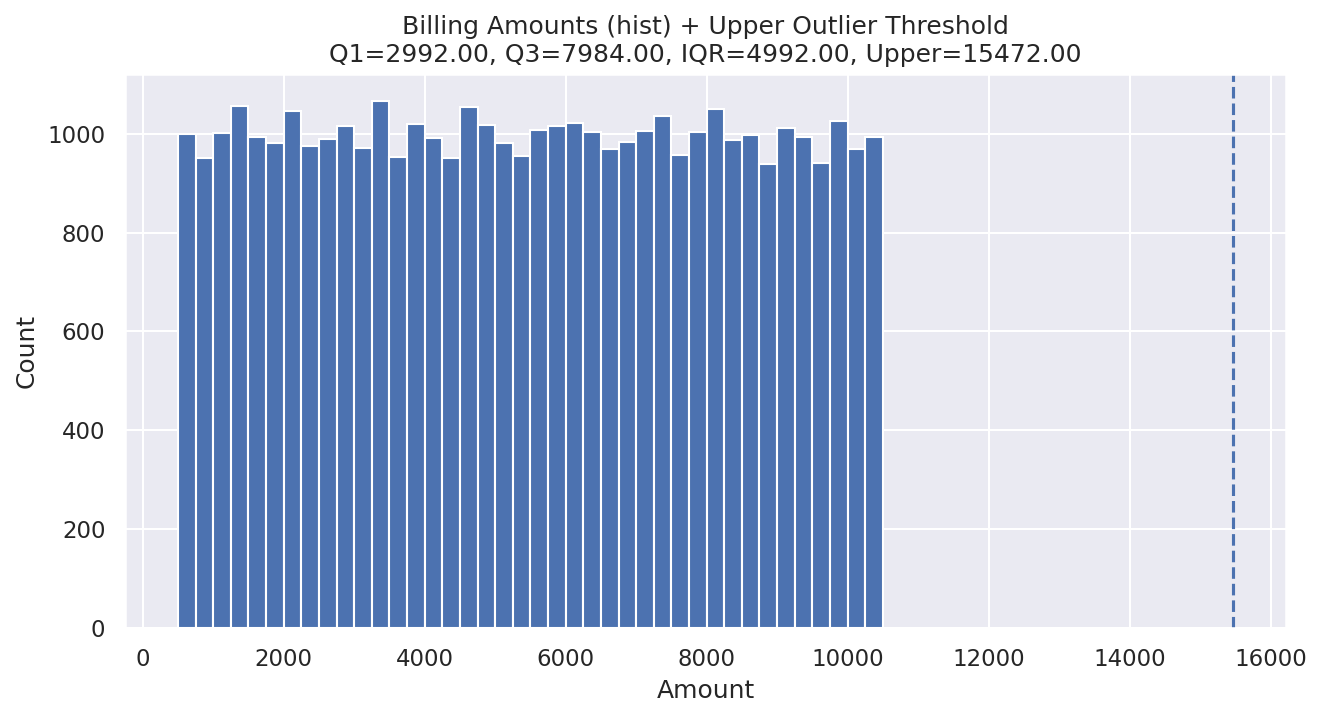 Billing Amounts (hist) + Upper Outlier Threshold
Q1=2992.00, Q3=7984.00, IQR=4992.00, Upper=15472.00
1000
800
600
400
200
0
Count
0 2000 4000 6000 8000 10000 12000 14000 16000
Amount